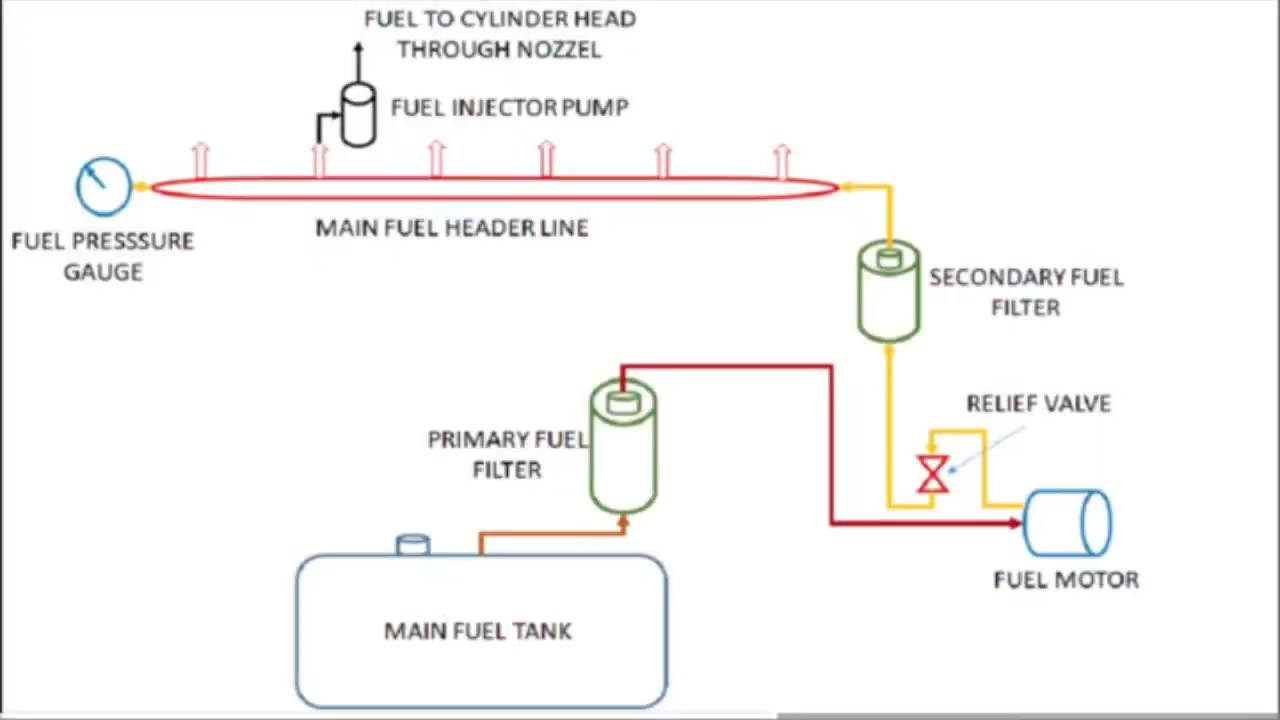 FUEL TO CYLINDER HEAD
THROUGH NOZZEL
FUEL INJECTOR PUMP
MAIN FUEL HEADER LINE
FUEL PRESSSURE
GAUGE
SECONDARY FUEL
FILTER
RELIEF VALVE
PRIMARY FUEL
FILTER
FUEL MOTOR
MAIN FUEL TANK